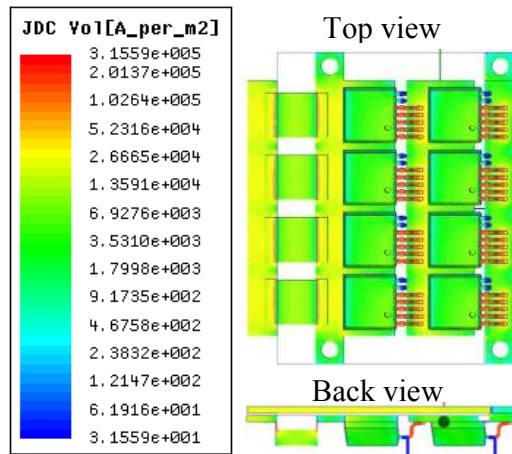 JDC Vol[A_per_m2]
3.1559e+005
2.0137e+005
1.0264e+005
5.2316e+004
2.6665e+004
1.3591e+004
6.9276e+003
3.5310e+003
1.7998e+003
9.1735e+002
4.6758e+002
2.3832e+002
1.2147e+002
6.1916e+001
3.1559e+001
Top view
Back view